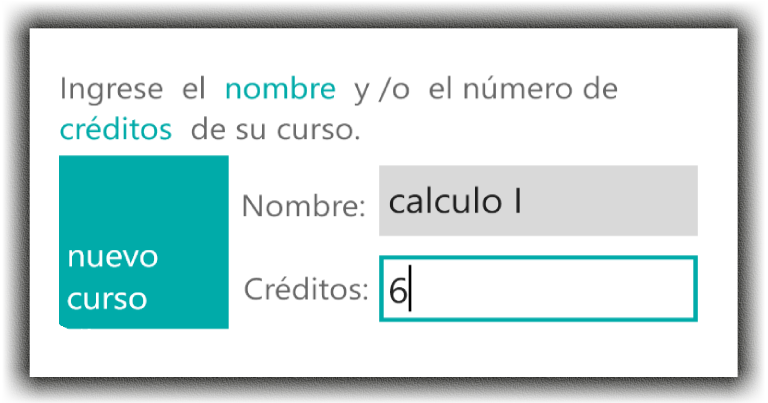 Ingrese el nombre y /o el número de
créditos de su curso.
nuevo
curso
Nombre: calculo I
Créditos: 6